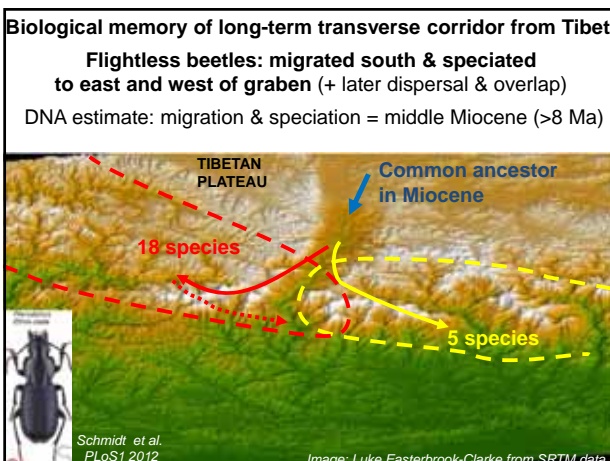 Biological memory of long-term transverse corridor from Tibet
Flightless beetles: migrated south & speciated
to east and west of graben (+ later dispersal & overlap)
DNA estimate: migration & speciation = middle Miocene (>8 Ma)
TIBETAN
PLATEAU
Common ancestor
in Miocene
18 species
5 species
Schmidt et al.
PLoS1 2012
Image: Luke Easterbrook-Clarke from SRTM data